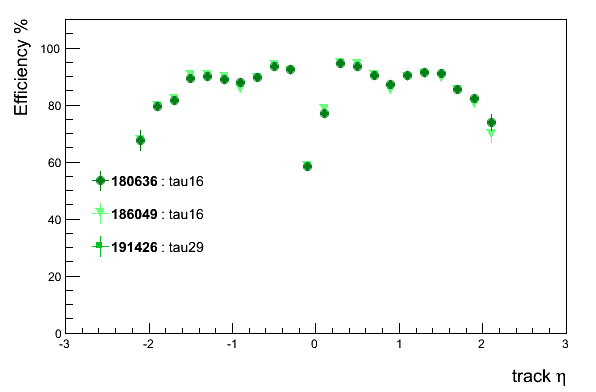 Efficiency %
100
80
60
40
20
0
180636 : tau16
186049 : tau16
191426 : tau29
-3 -2 -1 0 1 2 3
track η